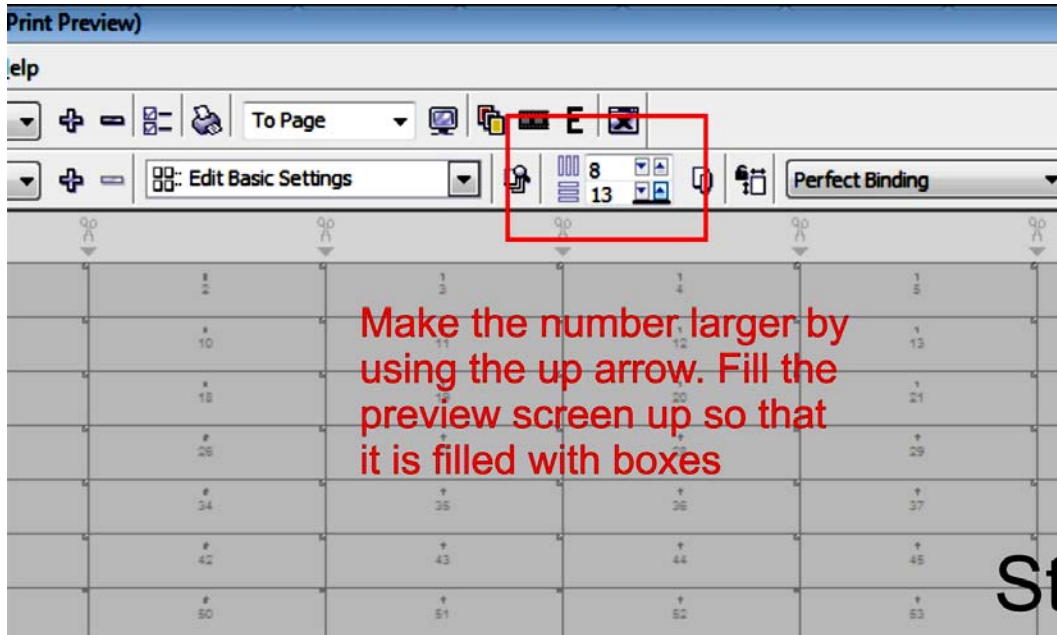 Print Preview)
elp
To Page
E
Edit Basic Settings
8
13
Perfect Binding
2 3 4 5
10 11 12 13
18 19 20 21
26 28 29
34 35 36 37
42 43 44 45
50 51 52 53
Make the number larger by
using the up arrow. Fill the
preview screen up so that
it is filled with boxes
St